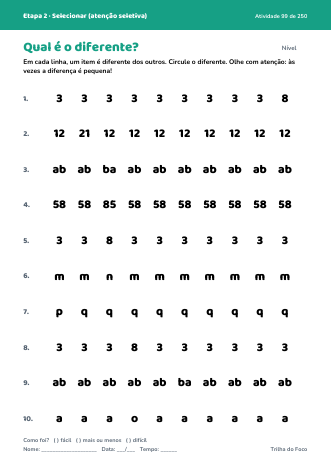 Etapa 2 · Selecionar (atenção seletiva) Atividade 99 de 250
Qual é o diferente? Nível
Em cada linha, um item é diferente dos outros. Circule o diferente. Olhe com atenção: às
vezes a diferença é pequena!
1. 3 3 3 3 3 3 3 3 3 8
2. 12 21 12 12 12 12 12 12 12 12
3. ab ab ba ab ab ab ab ab ab ab
4. 58 58 85 58 58 58 58 58 58 58
5. 3 3 8 3 3 3 3 3 3 3
6. m m n m m m m m m m
7. p q q q q q q q q q
8. 3 3 3 8 3 3 3 3 3 3
9. ab ab ab ab ab ba ab ab ab ab
10. a a a o a a a a a a
Como foi? ( ) fácil ( ) mais ou menos ( ) difícil
Nome: ____________________ Data: ___/___ Tempo: ______ Trilha do Foco